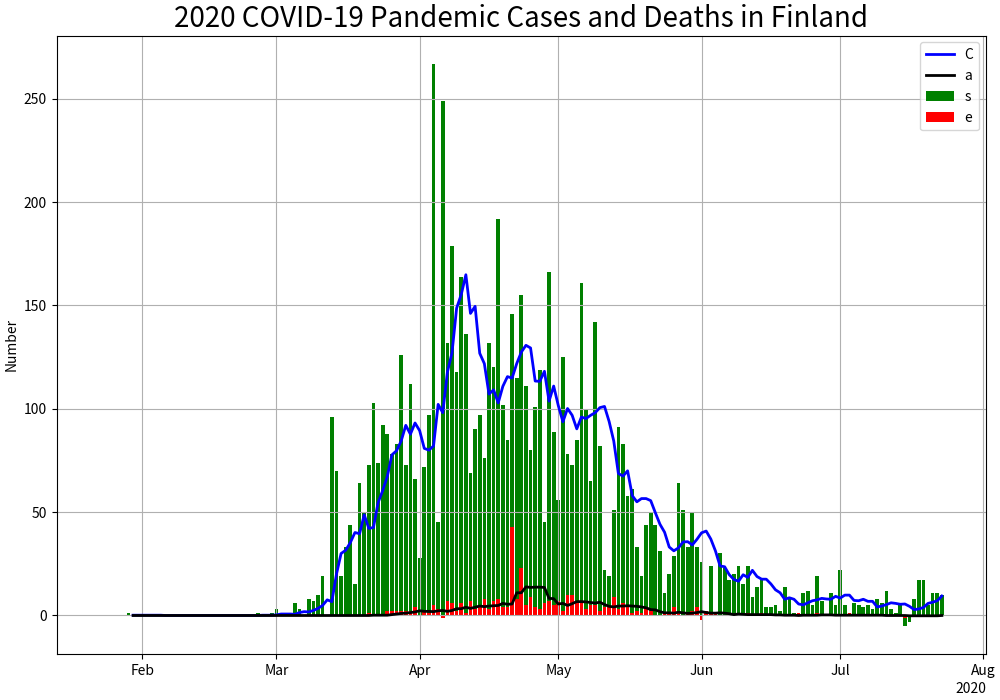 2020 COVID-19 Pandemic Cases and Deaths in Finland
C
a
s
e
Number
250
200
150
100
50
0
Feb
Mar
Apr
May
Jun
Jul
Aug
2020